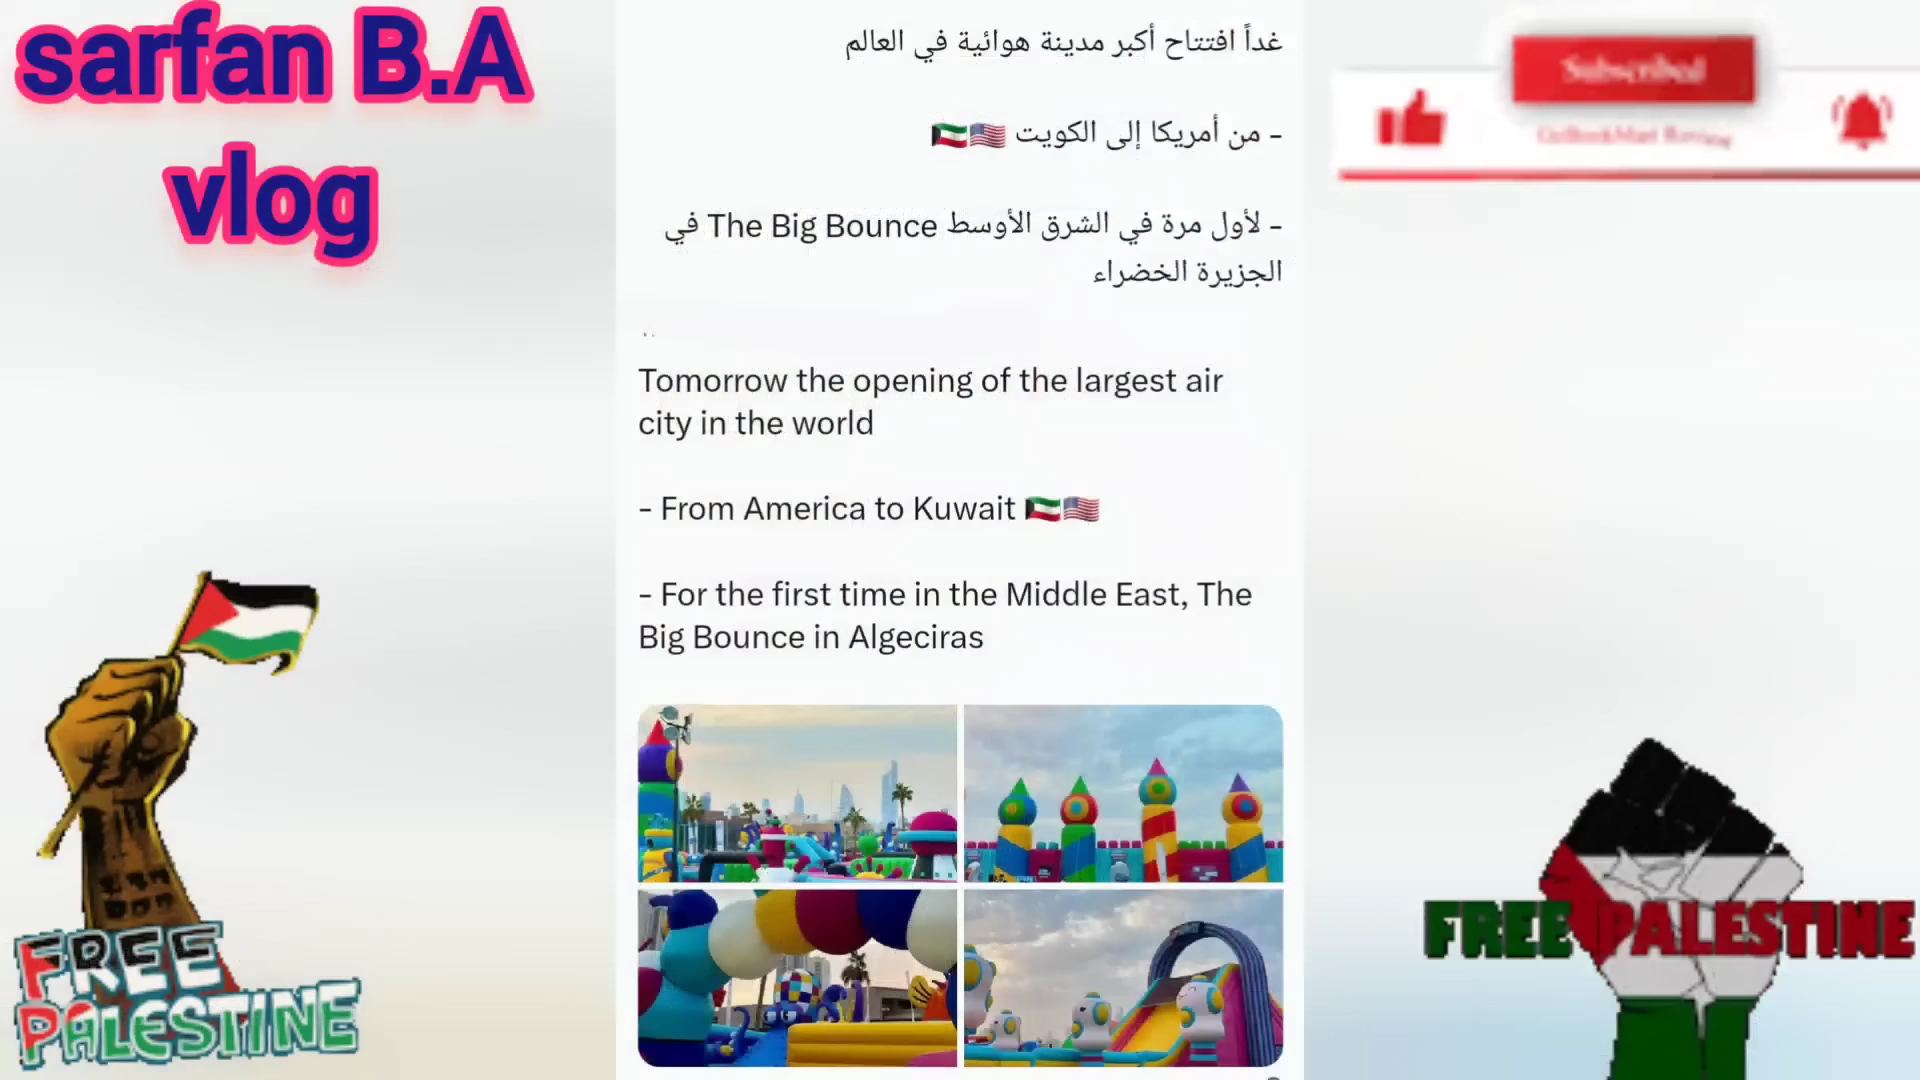 sarfan B.A
vlog
غداً افتتاح أكبر مدينة هوائية في العالم
- من أمريكا إلى الكويت 🇺🇸🇰🇼
- لأول مرة في الشرق الأوسط The Big Bounce في
الجزيرة الخضراء
..
Tomorrow the opening of the largest air
city in the world
- From America to Kuwait 🇰🇼🇺🇸
- For the first time in the Middle East, The
Big Bounce in Algeciras
Subscribed
FREE
PALESTINE
FREE PALESTINE